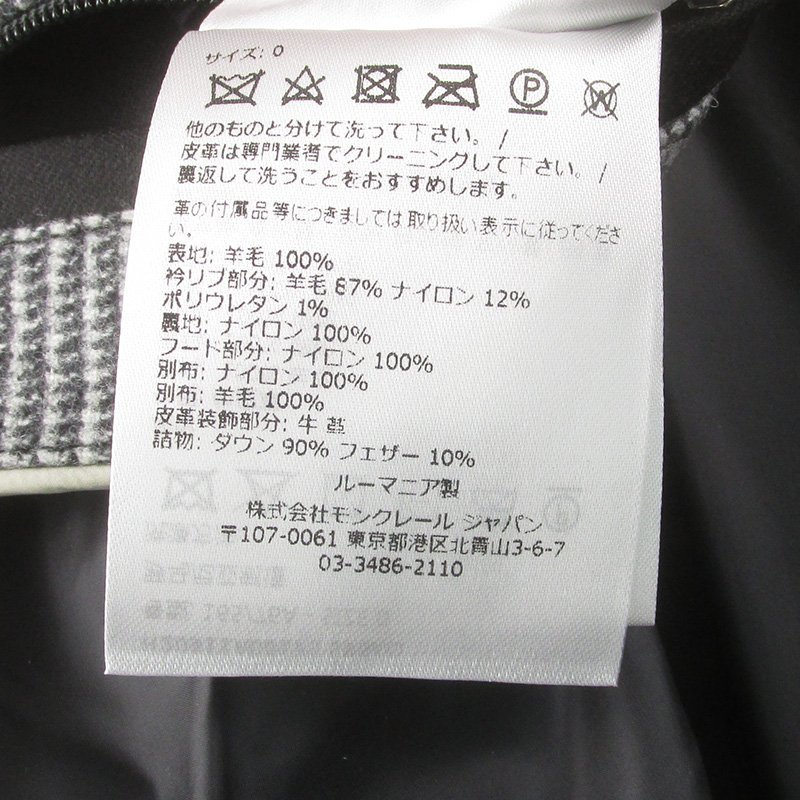 サイズ: 0
P
W
他のものと分けて洗って下さい。/
皮革は専門業者でクリーニングして下さい。/
裏返して洗うことをおすすめします。
革の付属品等につきましては取り扱い表示に従ってくださ
い。
表地: 羊毛 100%
衿リブ部分: 羊毛 87% ナイロン 12%
ポリウレタン 1%
裏地: ナイロン 100%
フード部分: ナイロン 100%
別布: ナイロン 100%
別布: 羊毛 100%
皮革装飾部分: 牛 革
詰物: ダウン 90% フェザー 10%
ルーマニア製
株式会社モンクレール ジャパン
〒107-0061 東京都港区北青山3-6-7
03-3486-2110